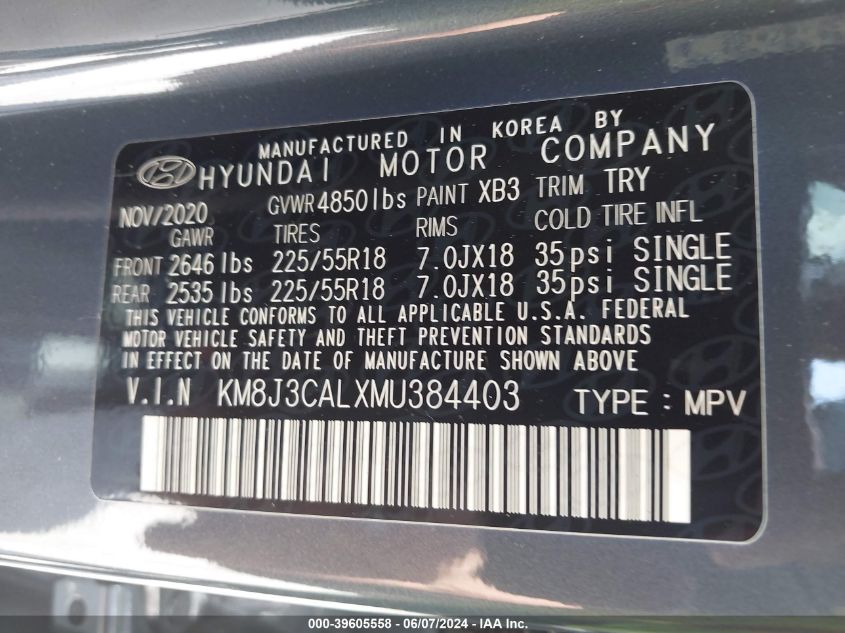 MANUFACTURED IN KOREA BY
HYUNDAI MOTOR COMPANY
NOV/2020 GVWR 4850 lbs PAINT XB3 TRIM TRY
GAWR TIRES RIMS COLD TIRE INFL
FRONT 2646 lbs 225/55R18 7.0JX18 35psi SINGLE
REAR 2535 lbs 225/55R18 7.0JX18 35psi SINGLE
THIS VEHICLE CONFORMS TO ALL APPLICABLE U.S.A. FEDERAL
MOTOR VEHICLE SAFETY AND THEFT PREVENTION STANDARDS
IN EFFECT ON THE DATE OF MANUFACTURE SHOWN ABOVE
V.I.N KM8J3CALXMU384403 TYPE : MPV
000-39605558 - 06/07/2024 - IAAI.COM